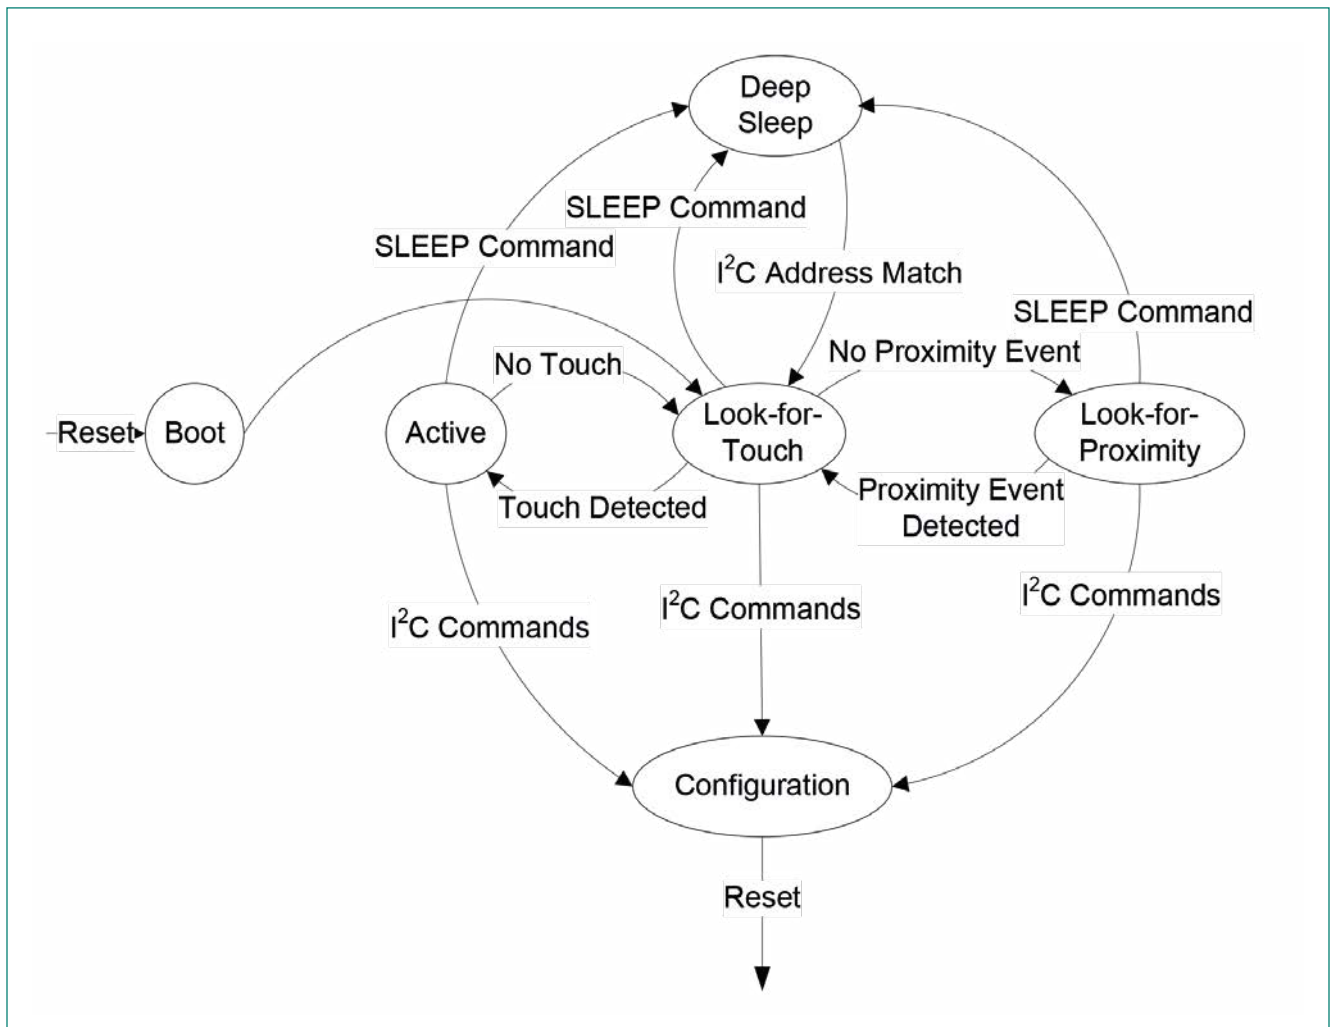 Deep
Sleep
SLEEP Command
SLEEP Command
I²C Address Match
SLEEP Command
No Proximity Event
No Touch
Reset
Boot
Active
Look-for-
Touch
Look-for-
Proximity
Touch Detected
Proximity Event
Detected
I²C Commands
I²C Commands
I²C Commands
Configuration
Reset